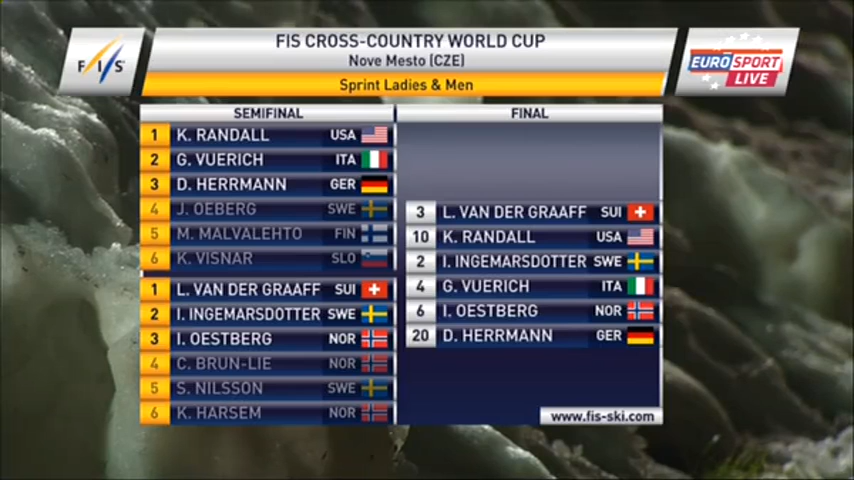 FIS CROSS-COUNTRY WORLD CUP
Nove Mesto (CZE)
Sprint Ladies & Men
FIS
EUROSPORT
LIVE
SEMIFINAL
1 K. RANDALL USA
2 G. VUERICH ITA
3 D. HERRMANN GER
4 J. OEBERG SWE
5 M. MALVALEHTO FIN
6 K. VISNAR SLO
1 L. VAN DER GRAAFF SUI
2 I. INGEMARSDOTTER SWE
3 I. OESTBERG NOR
4 C. BRUN-LIE NOR
5 S. NILSSON SWE
6 K. HARSEM NOR
FINAL
3 L. VAN DER GRAAFF SUI
10 K. RANDALL USA
2 I. INGEMARSDOTTER SWE
4 G. VUERICH ITA
6 I. OESTBERG NOR
20 D. HERRMANN GER
www.fis-ski.com